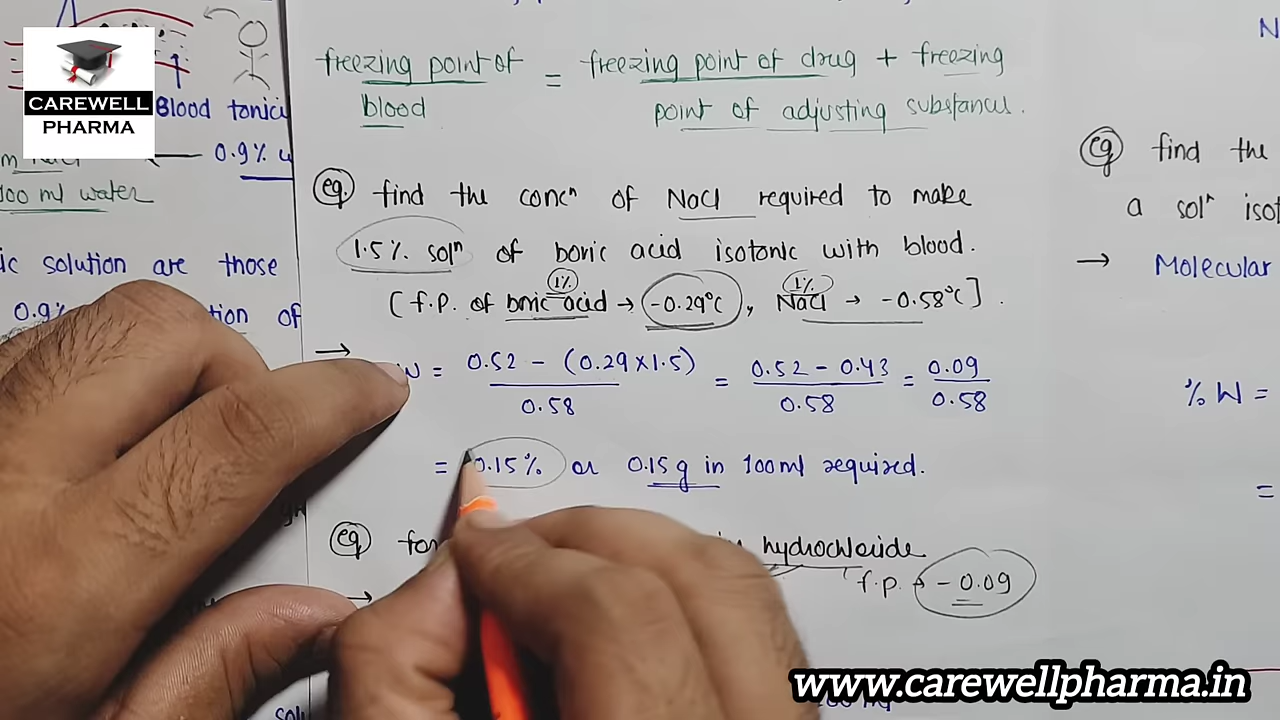 CAREWELL
PHARMA
Blood tonici
0.9% w
100 ml water
ic solution are those
0.9%
tion of
freezing point of
blood
= freezing point of drug + freezing
point of adjusting substances.
eg. find the concⁿ of NaCl required to make
1.5% solⁿ of boric acid isotonic with blood.
1%
1%
[f.p. of boric acid → -0.29°C, NaCl → -0.58°C].
→ W = 0.52 - (0.29×1.5) = 0.52 - 0.43 = 0.09
0.58 0.58 0.58
= 0.15% or 0.15g in 100ml required.
eg for hydrochloride
f.p. → -0.09
→
N
eg find the
a solⁿ isot
→ Molecular
% W =
=
www.carewellpharma.in